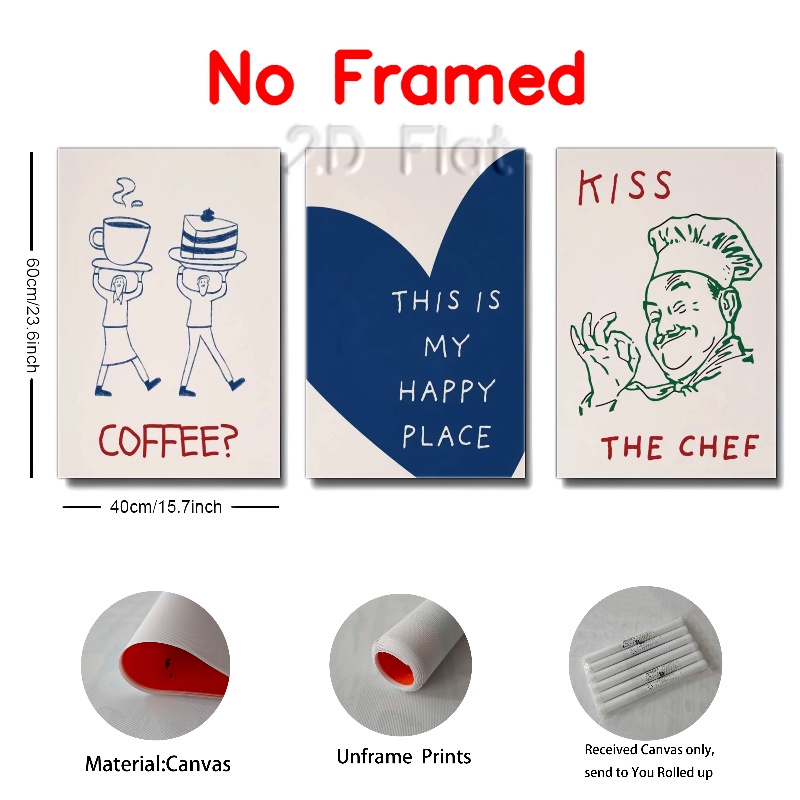 No Framed
2D Flat
60cm/23.6inch
COFFEE?
40cm/15.7inch
THIS IS
MY
HAPPY
PLACE
KISS
THE CHEF
Material:Canvas
Unframe Prints
Received Canvas only,
send to You Rolled up